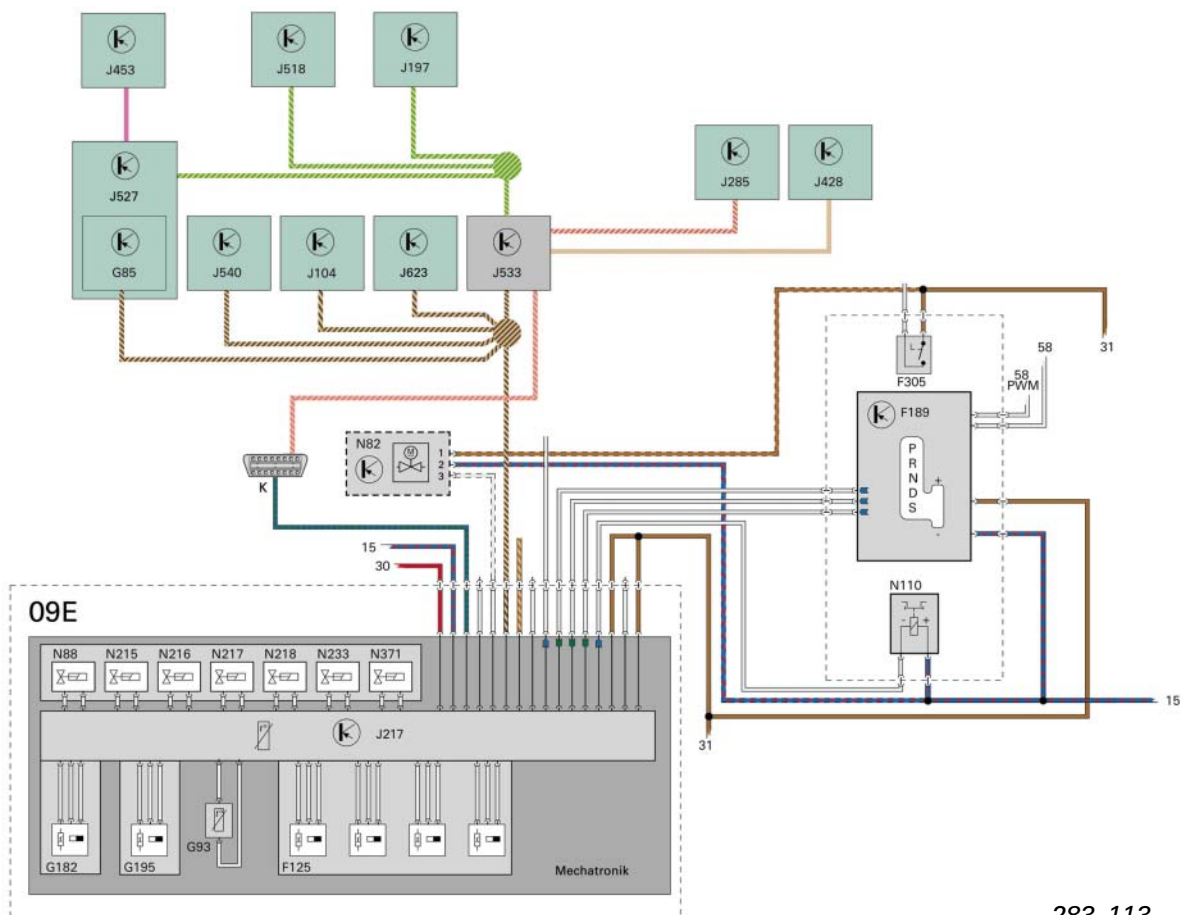 J453
J518
J197
J527
J285
J428
G85
J540
J104
J623
J533
31
58
58
PWM
F305
F189
P
R
N
D
S
+
-
N82
M
1
2
3
K
15
30
N110
- +
09E
N88 N215 N216 N217 N218 N233 N371
15
J217
31
G182
G195
G93
F125
Mechatronik
283_113